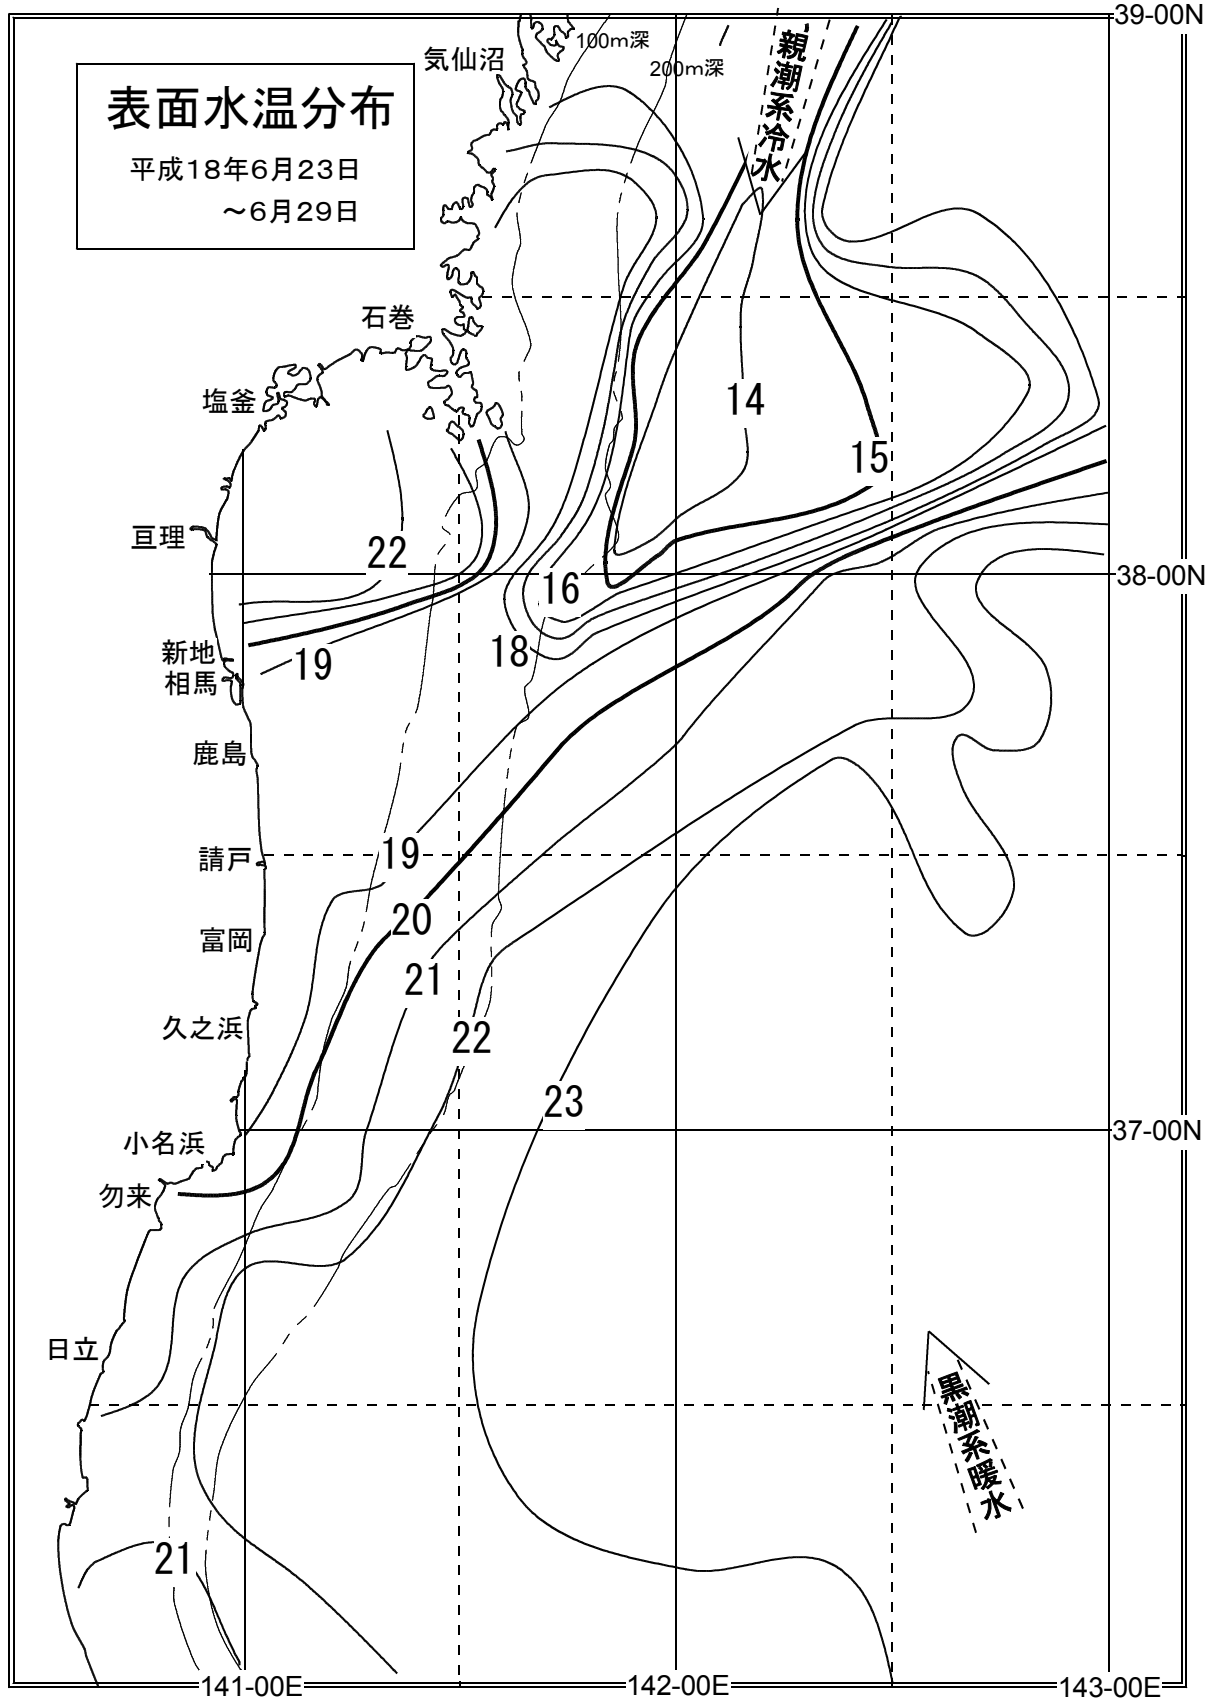 39-00N
気仙沼
100m深
200m深
親潮系冷水
表面水温分布
平成18年6月23日
～6月29日
石巻
塩釜
14
15
亘理
22
38-00N
16
新地
19
18
相馬
鹿島
19
請戸
20
富岡
21
久之浜
22
23
小名浜
37-00N
勿来
日立
黒潮系暖水
21
141-00E
142-00E
143-00E